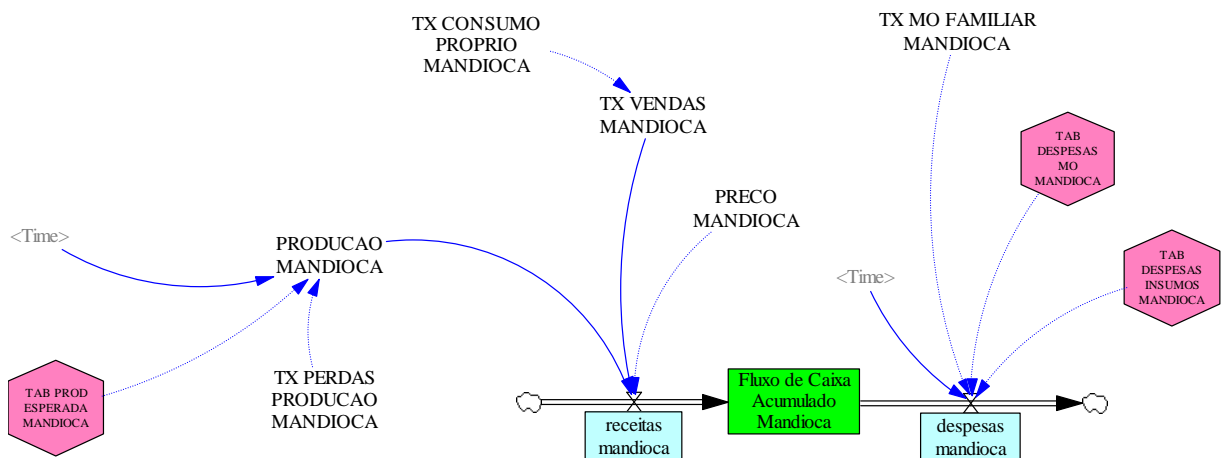 TX CONSUMO
PROPRIO
MANDIOCA
TX MO FAMILIAR
MANDIOCA
TX VENDAS
MANDIOCA
TAB
DESPESAS
MO
MANDIOCA
PRECO
MANDIOCA
<Time>
PRODUCAO
MANDIOCA
<Time>
TAB
DESPESAS
INSUMOS
MANDIOCA
TAB PROD
ESPERADA
MANDIOCA
TX PERDAS
PRODUCAO
MANDIOCA
Fluxo de Caixa
Acumulado
Mandioca
receitas
mandioca
despesas
mandioca